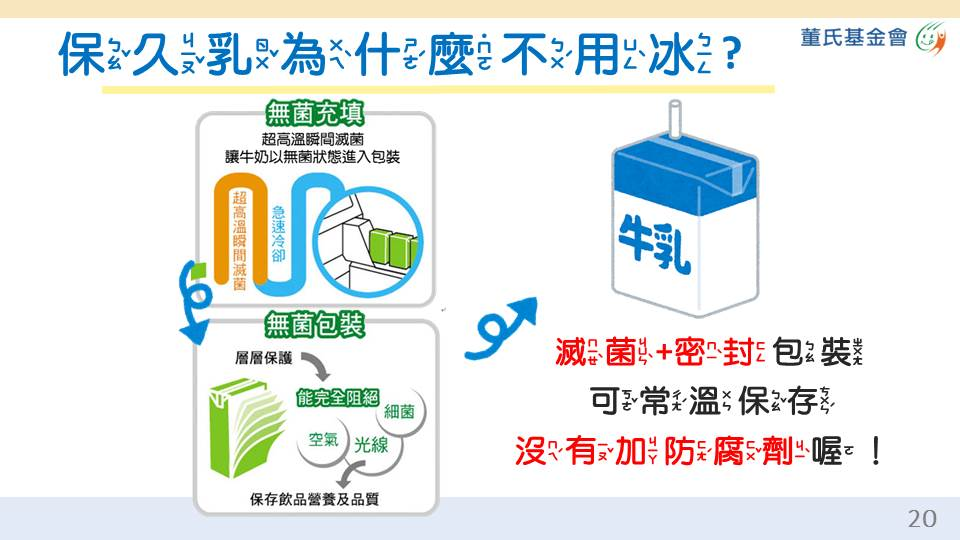 保久乳為什麼不用冰？
董氏基金會
無菌充填
超高溫瞬間滅菌
讓牛奶以無菌狀態進入包裝
超高溫瞬間滅菌
急速冷卻
無菌包裝
層層保護
能完全阻絕
細菌
空氣
光線
保存飲品營養及品質
牛乳
滅菌+密封包裝
可常溫保存
沒有加防腐劑喔！
20